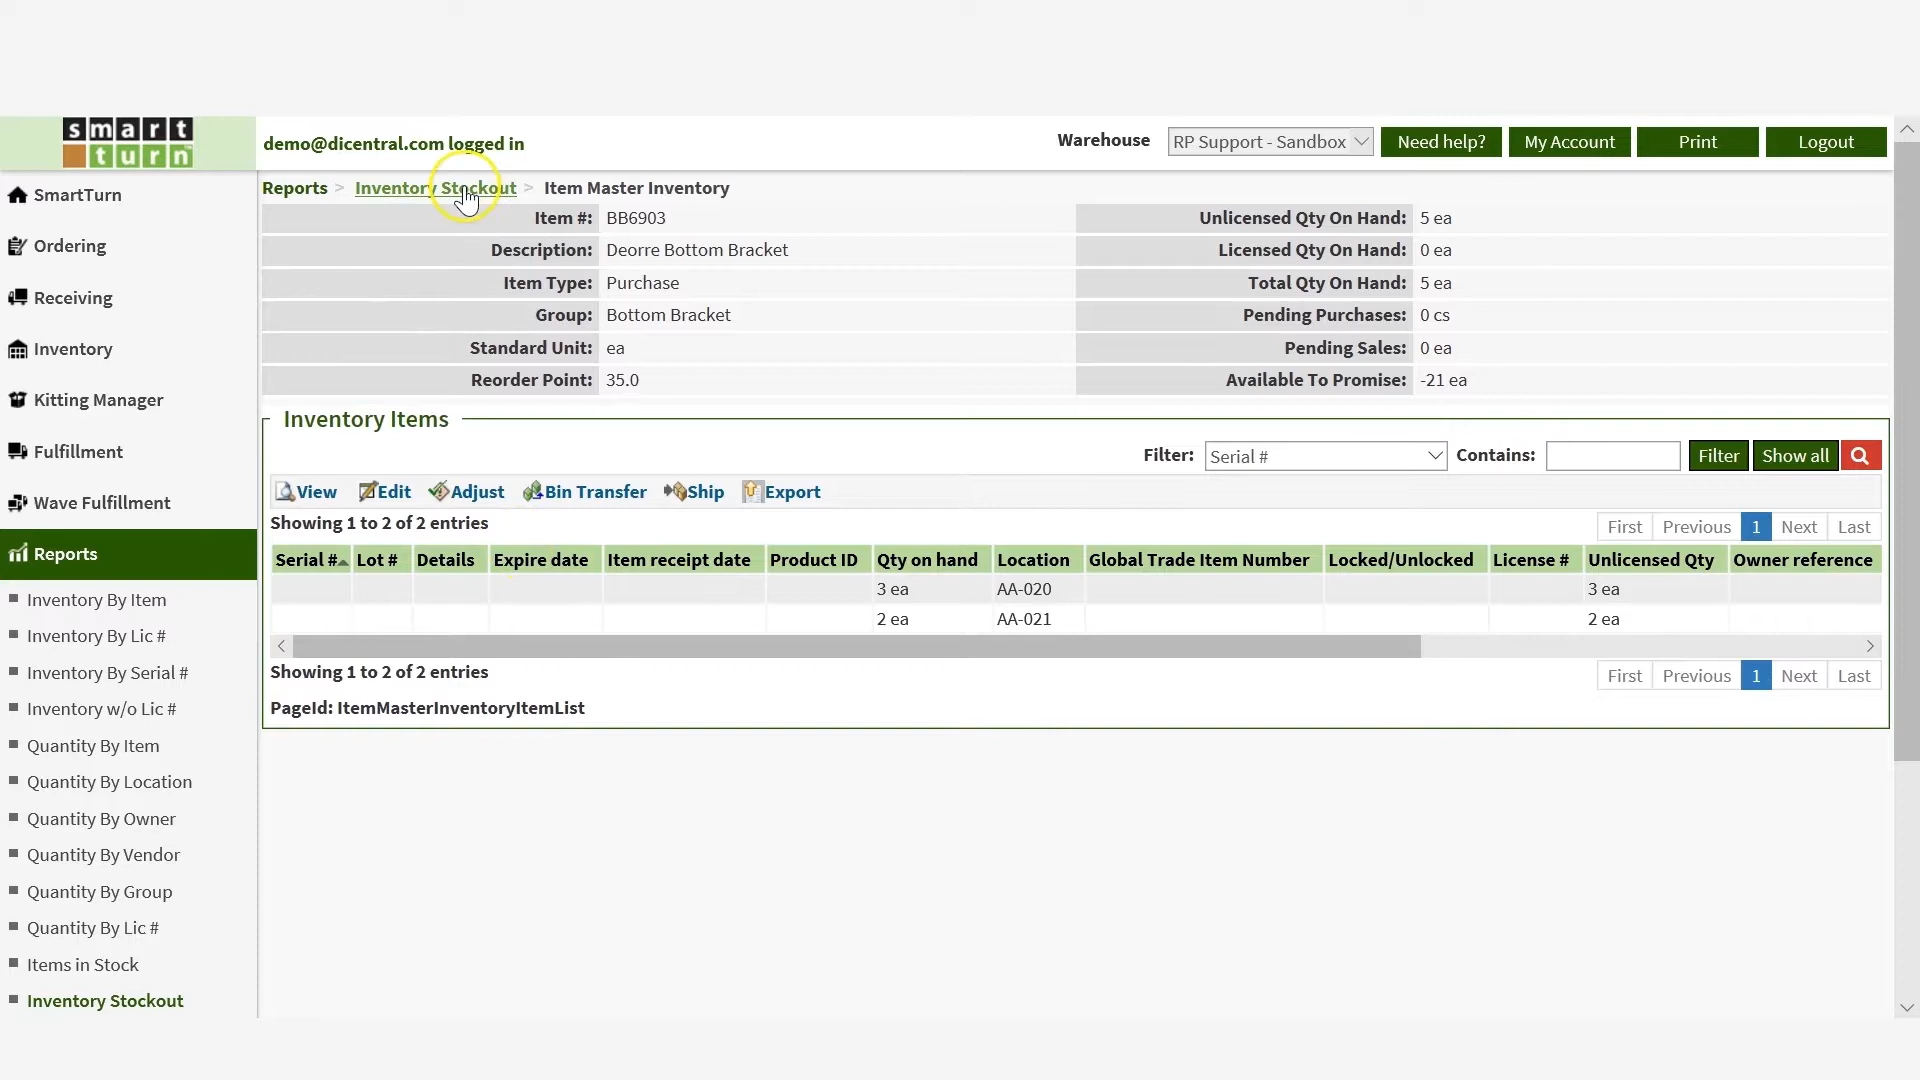 smart
turn
demo@dicentral.com logged in
Warehouse RP Support - Sandbox Need help? My Account Print Logout
SmartTurn
Ordering
Receiving
Inventory
Kitting Manager
Fulfillment
Wave Fulfillment
Reports
Inventory By Item
Inventory By Lic #
Inventory By Serial #
Inventory w/o Lic #
Quantity By Item
Quantity By Location
Quantity By Owner
Quantity By Vendor
Quantity By Group
Quantity By Lic #
Items in Stock
Inventory Stockout
Reports > Inventory Stockout > Item Master Inventory
Item #: BB6903 Unlicensed Qty On Hand: 5 ea
Description: Deorre Bottom Bracket Licensed Qty On Hand: 0 ea
Item Type: Purchase Total Qty On Hand: 5 ea
Group: Bottom Bracket Pending Purchases: 0 cs
Standard Unit: ea Pending Sales: 0 ea
Reorder Point: 35.0 Available To Promise: -21 ea
Inventory Items
Filter: Serial # Contains: Filter Show all
View Edit Adjust Bin Transfer Ship Export
Showing 1 to 2 of 2 entries First Previous 1 Next Last
Serial # Lot # Details Expire date Item receipt date Product ID Qty on hand Location Global Trade Item Number Locked/Unlocked License # Unlicensed Qty Owner reference
3 ea AA-020 3 ea
2 ea AA-021 2 ea
Showing 1 to 2 of 2 entries First Previous 1 Next Last
PageId: ItemMasterInventoryItemList